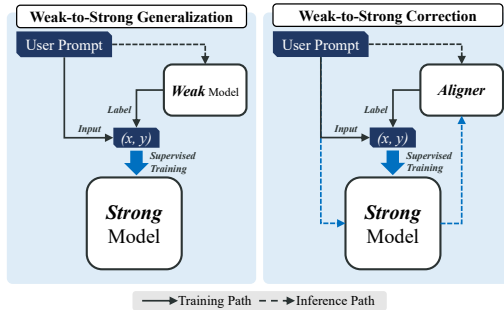 Weak-to-Strong Generalization
User Prompt
Weak Model
Label
Input
(x, y)
Supervised
Training
Strong
Model
Weak-to-Strong Correction
User Prompt
Aligner
Label
Input
(x, y)
Supervised
Training
Strong
Model
Training Path
Inference Path